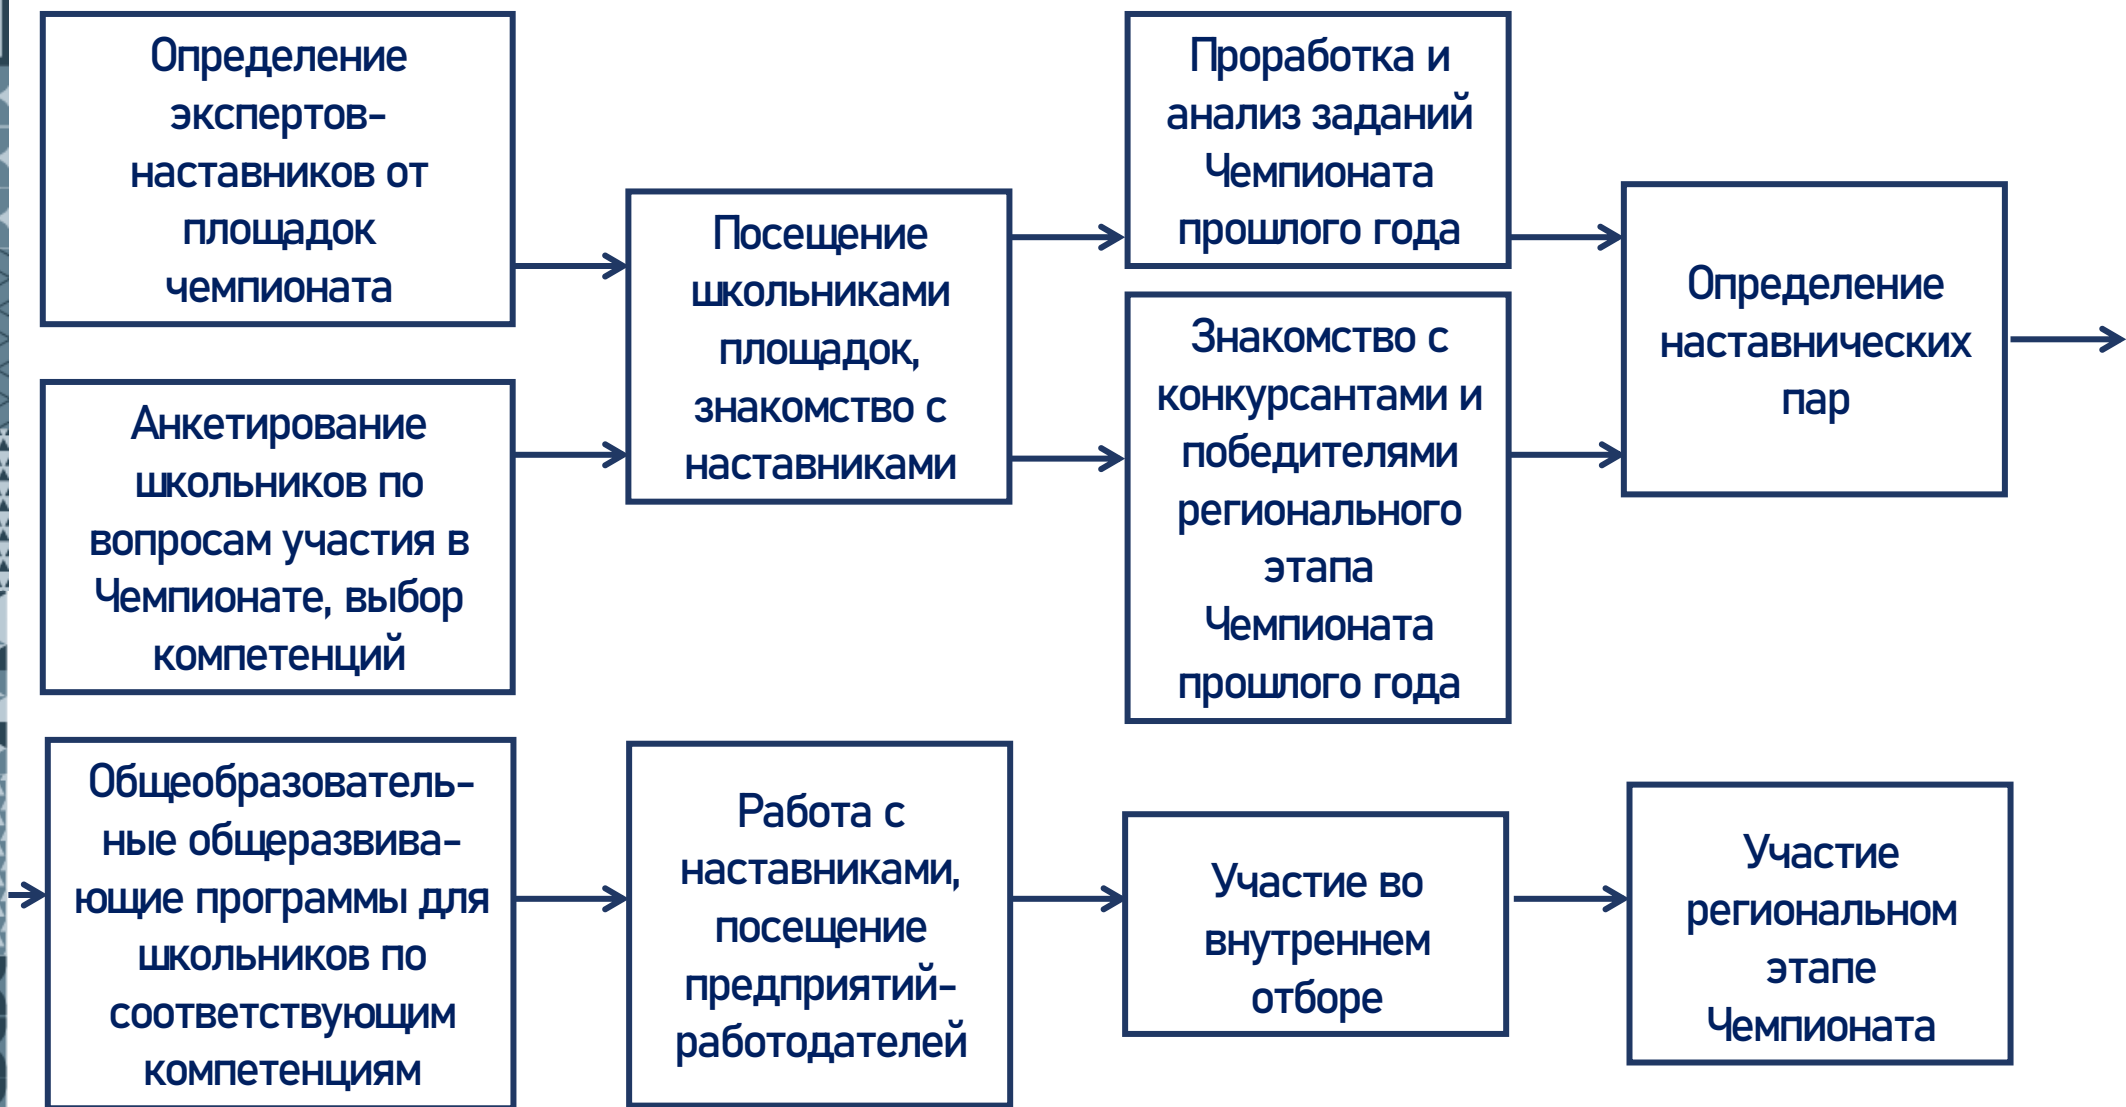 Определение
экспертов-
наставников от
площадок
чемпионата
Анкетирование
школьников по
вопросам участия в
Чемпионате, выбор
компетенций
Посещение
школьниками
площадок,
знакомство с
наставниками
Проработка и
анализ заданий
Чемпионата
прошлого года
Знакомство с
конкурсантами и
победителями
регионального
этапа
Чемпионата
прошлого года
Определение
наставнических
пар
Общеобразователь-
ные общеразвива-
ющие программы для
школьников по
соответствующим
компетенциям
Работа с
наставниками,
посещение
предприятий-
работодателей
Участие во
внутреннем
отборе
Участие
региональном
этапе
Чемпионата